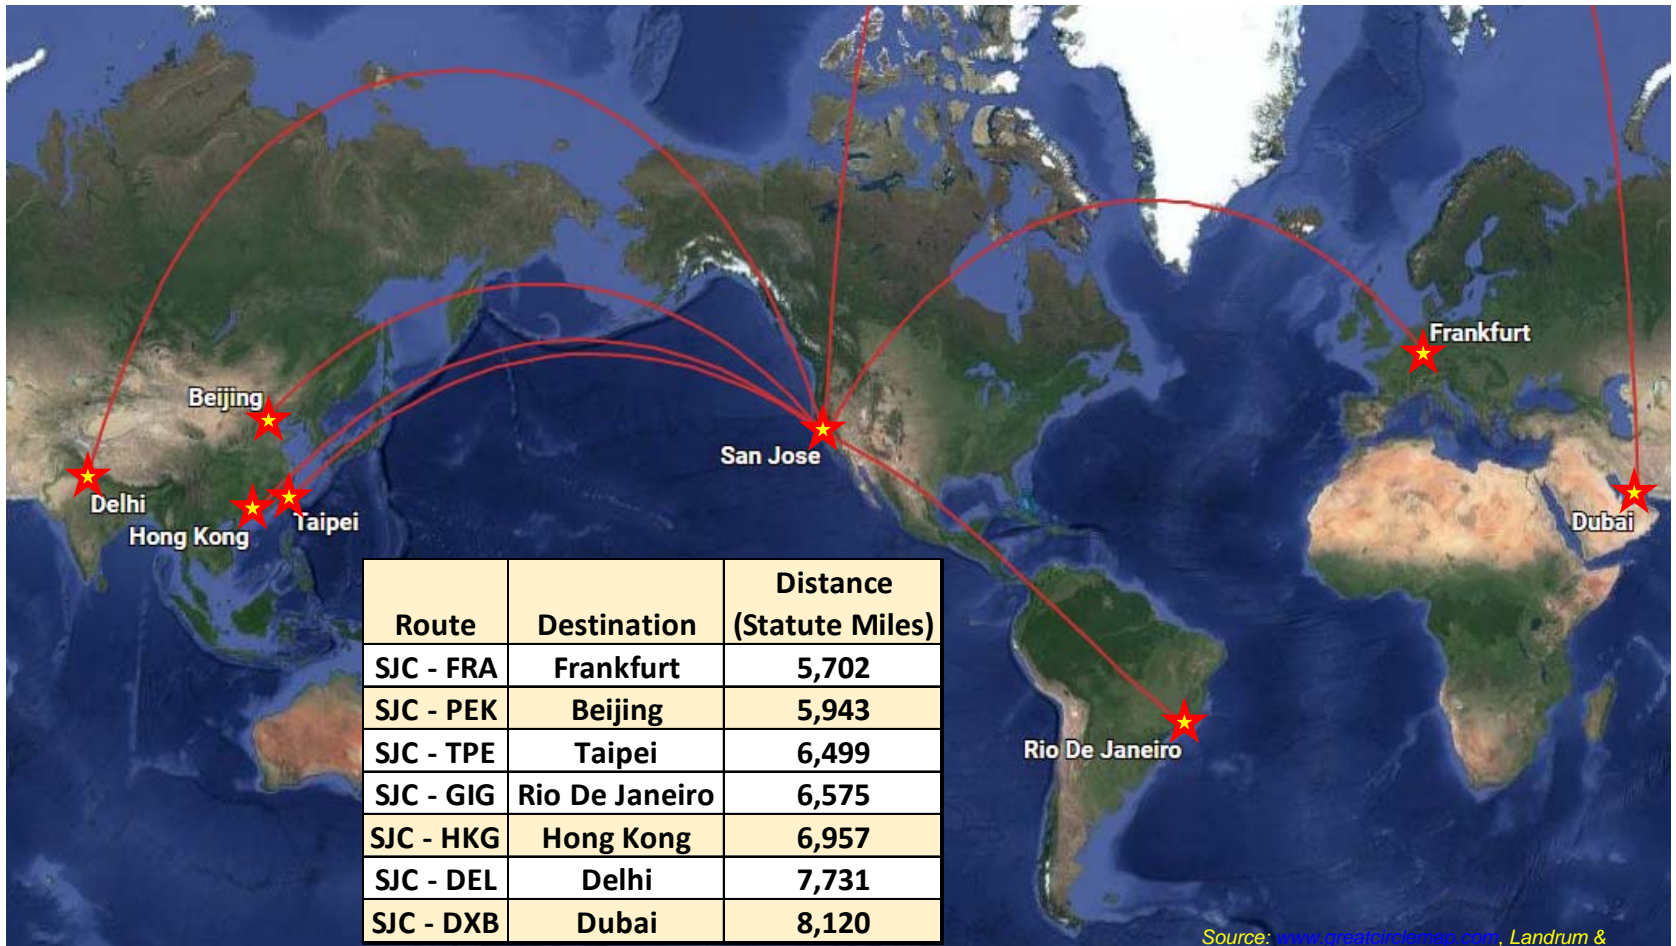 Frankfurt
Beijing
San Jose
Delhi
Taipei
Dubai
Hong Kong
Rio De Janeiro
Route Destination Distance (Statute Miles)
SJC - FRA Frankfurt 5,702
SJC - PEK Beijing 5,943
SJC - TPE Taipei 6,499
SJC - GIG Rio De Janeiro 6,575
SJC - HKG Hong Kong 6,957
SJC - DEL Delhi 7,731
SJC - DXB Dubai 8,120
Source: www.greatcirclemap.com, Landrum &